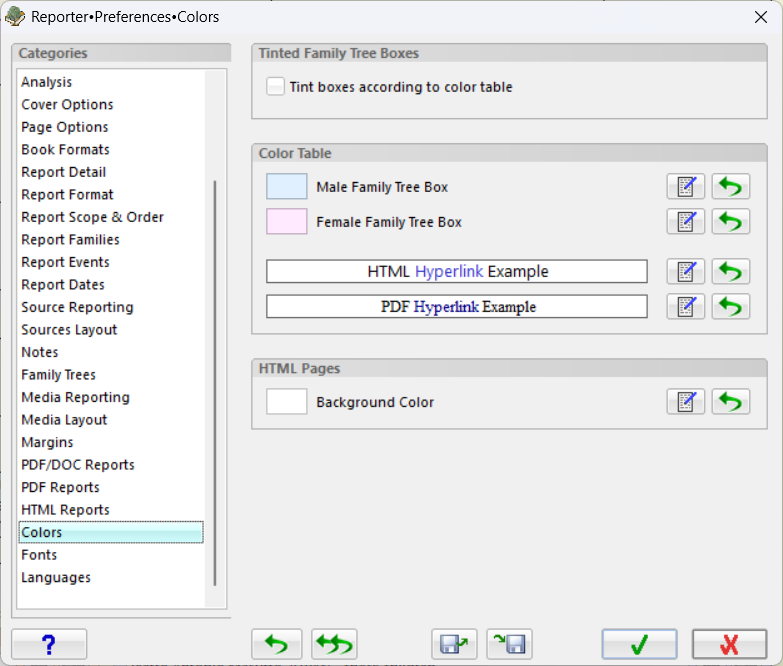 Reporter•Preferences•Colors
Categories
Analysis
Cover Options
Page Options
Book Formats
Report Detail
Report Format
Report Scope & Order
Report Families
Report Events
Report Dates
Source Reporting
Sources Layout
Notes
Family Trees
Media Reporting
Media Layout
Margins
PDF/DOC Reports
PDF Reports
HTML Reports
Colors
Fonts
Languages
Tinted Family Tree Boxes
Tint boxes according to color table
Color Table
Male Family Tree Box
Female Family Tree Box
HTML Hyperlink Example
PDF Hyperlink Example
HTML Pages
Background Color
?